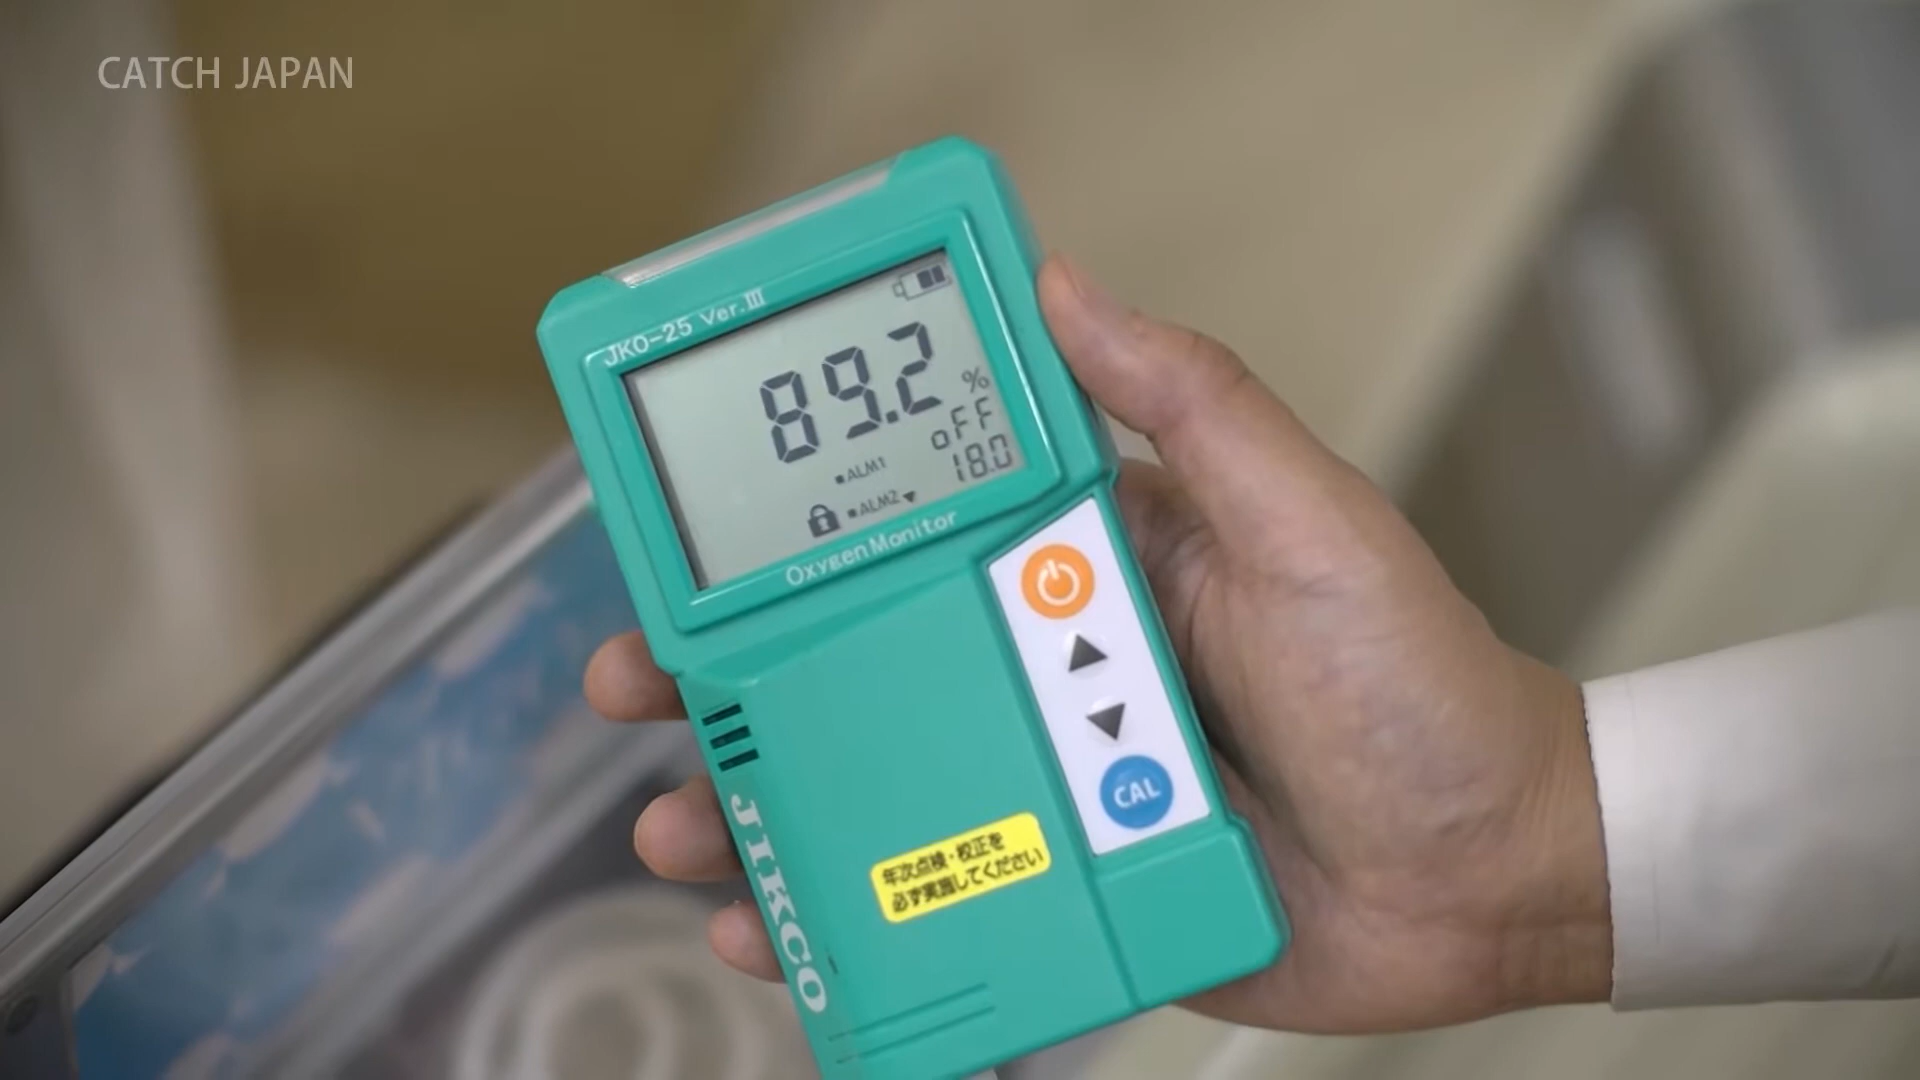 CATCH JAPAN
JKO-25 Ver.Ⅲ
89.2 %
oFF
■ALM1
18.0
■ALM2▼
Oxygen Monitor
CAL
年次点検・校正を
必ず実施してください
JIKCO